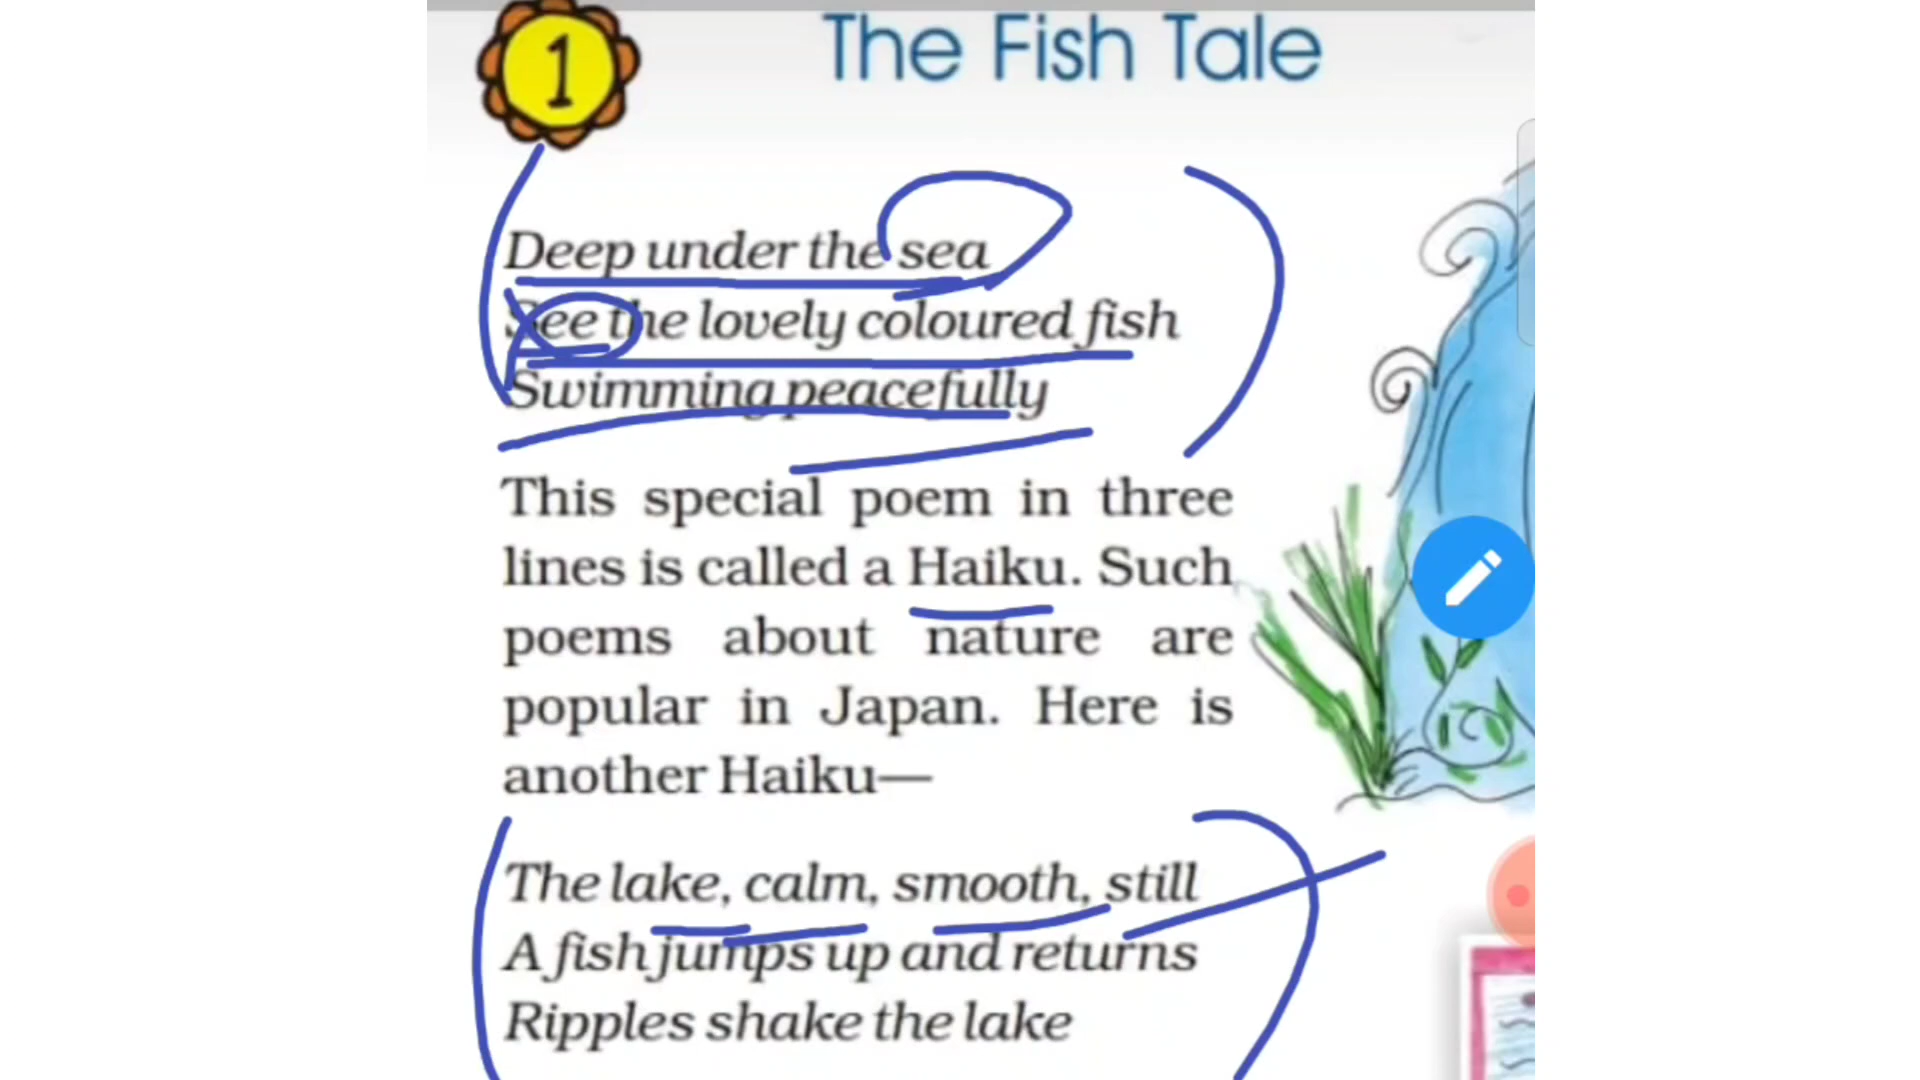 1
The Fish Tale
Deep under the sea
See the lovely coloured fish
Swimming peacefully
This special poem in three
lines is called a Haiku. Such
poems about nature are
popular in Japan. Here is
another Haiku—
The lake, calm, smooth, still
A fish jumps up and returns
Ripples shake the lake